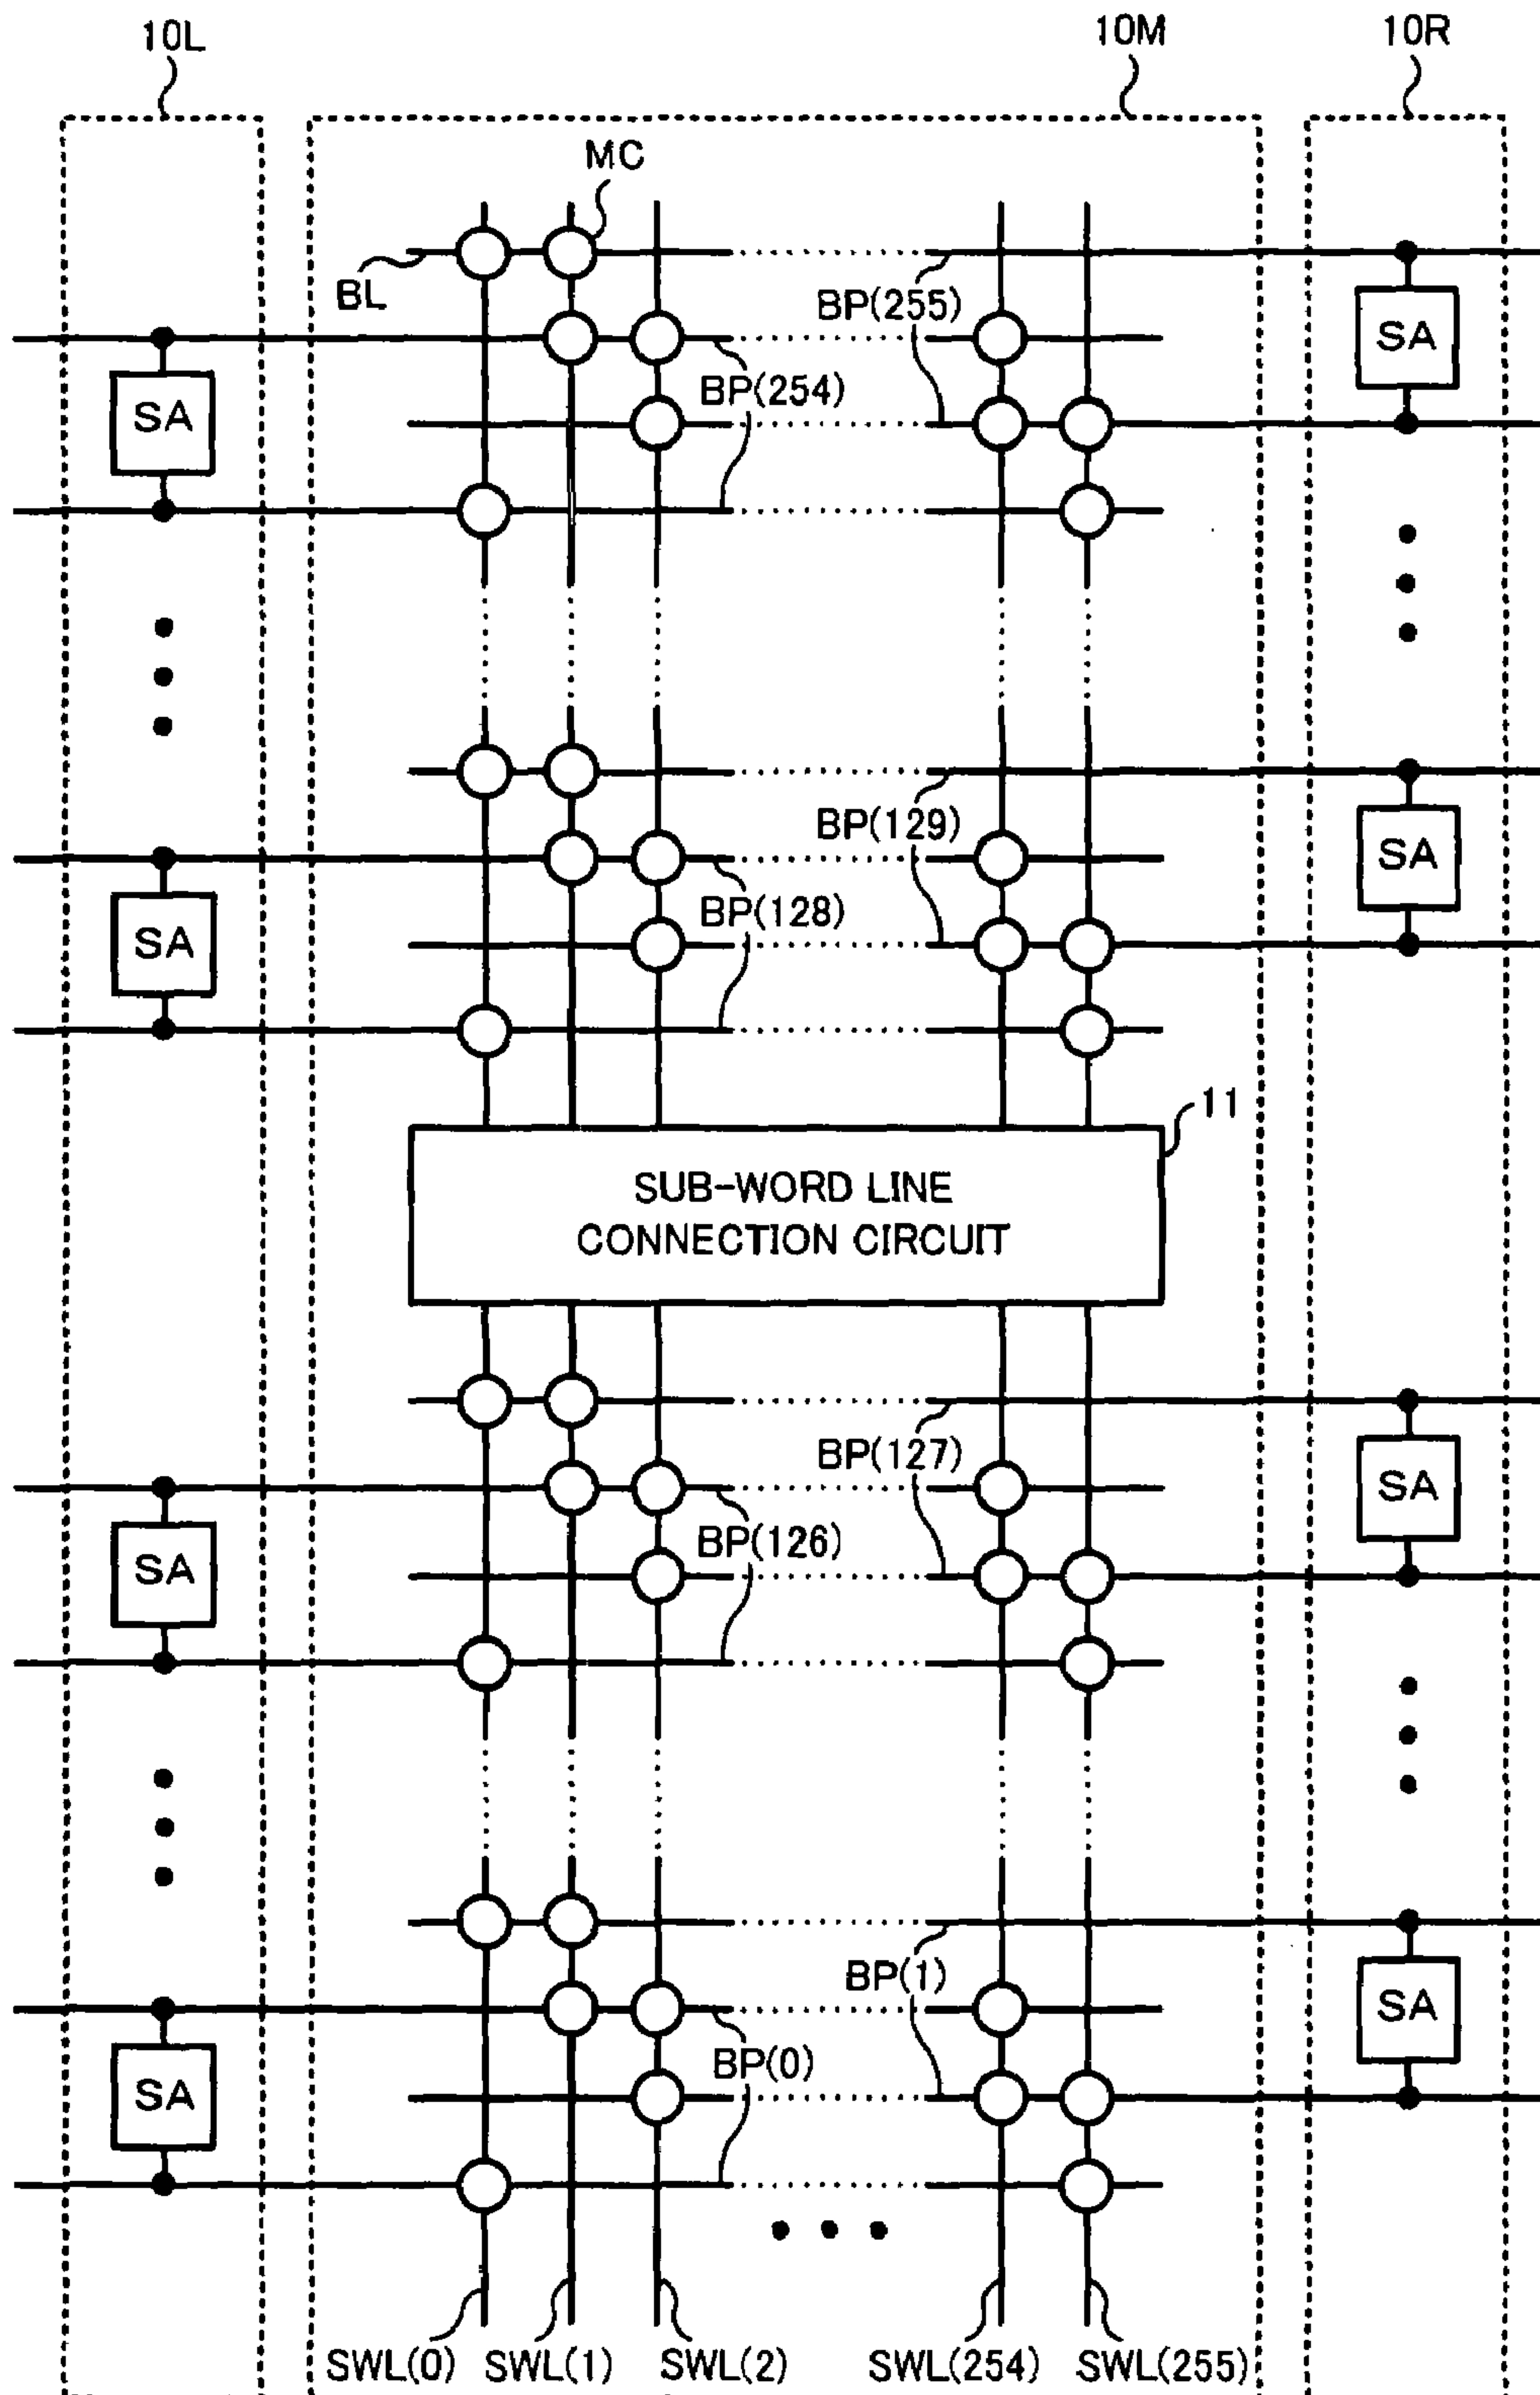 10L
10M
10R
MC
BL
BP(255)
SA
BP(254)
SA
BP(129)
SA
BP(128)
SA
11
SUB-WORD LINE
CONNECTION CIRCUIT
BP(127)
SA
BP(126)
SA
BP(1)
SA
BP(0)
SA
SWL(0)
SWL(1)
SWL(2)
SWL(254)
SWL(255)